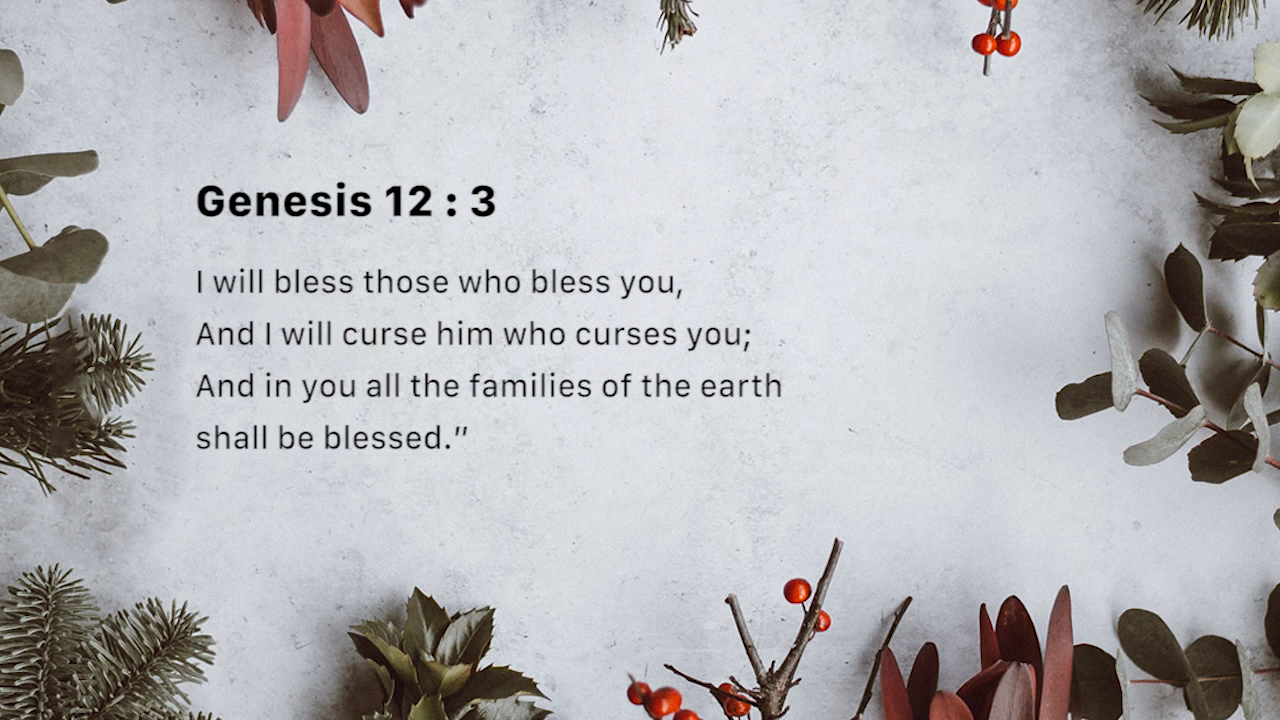 Genesis 12 : 3
I will bless those who bless you,
And I will curse him who curses you;
And in you all the families of the earth
shall be blessed.”